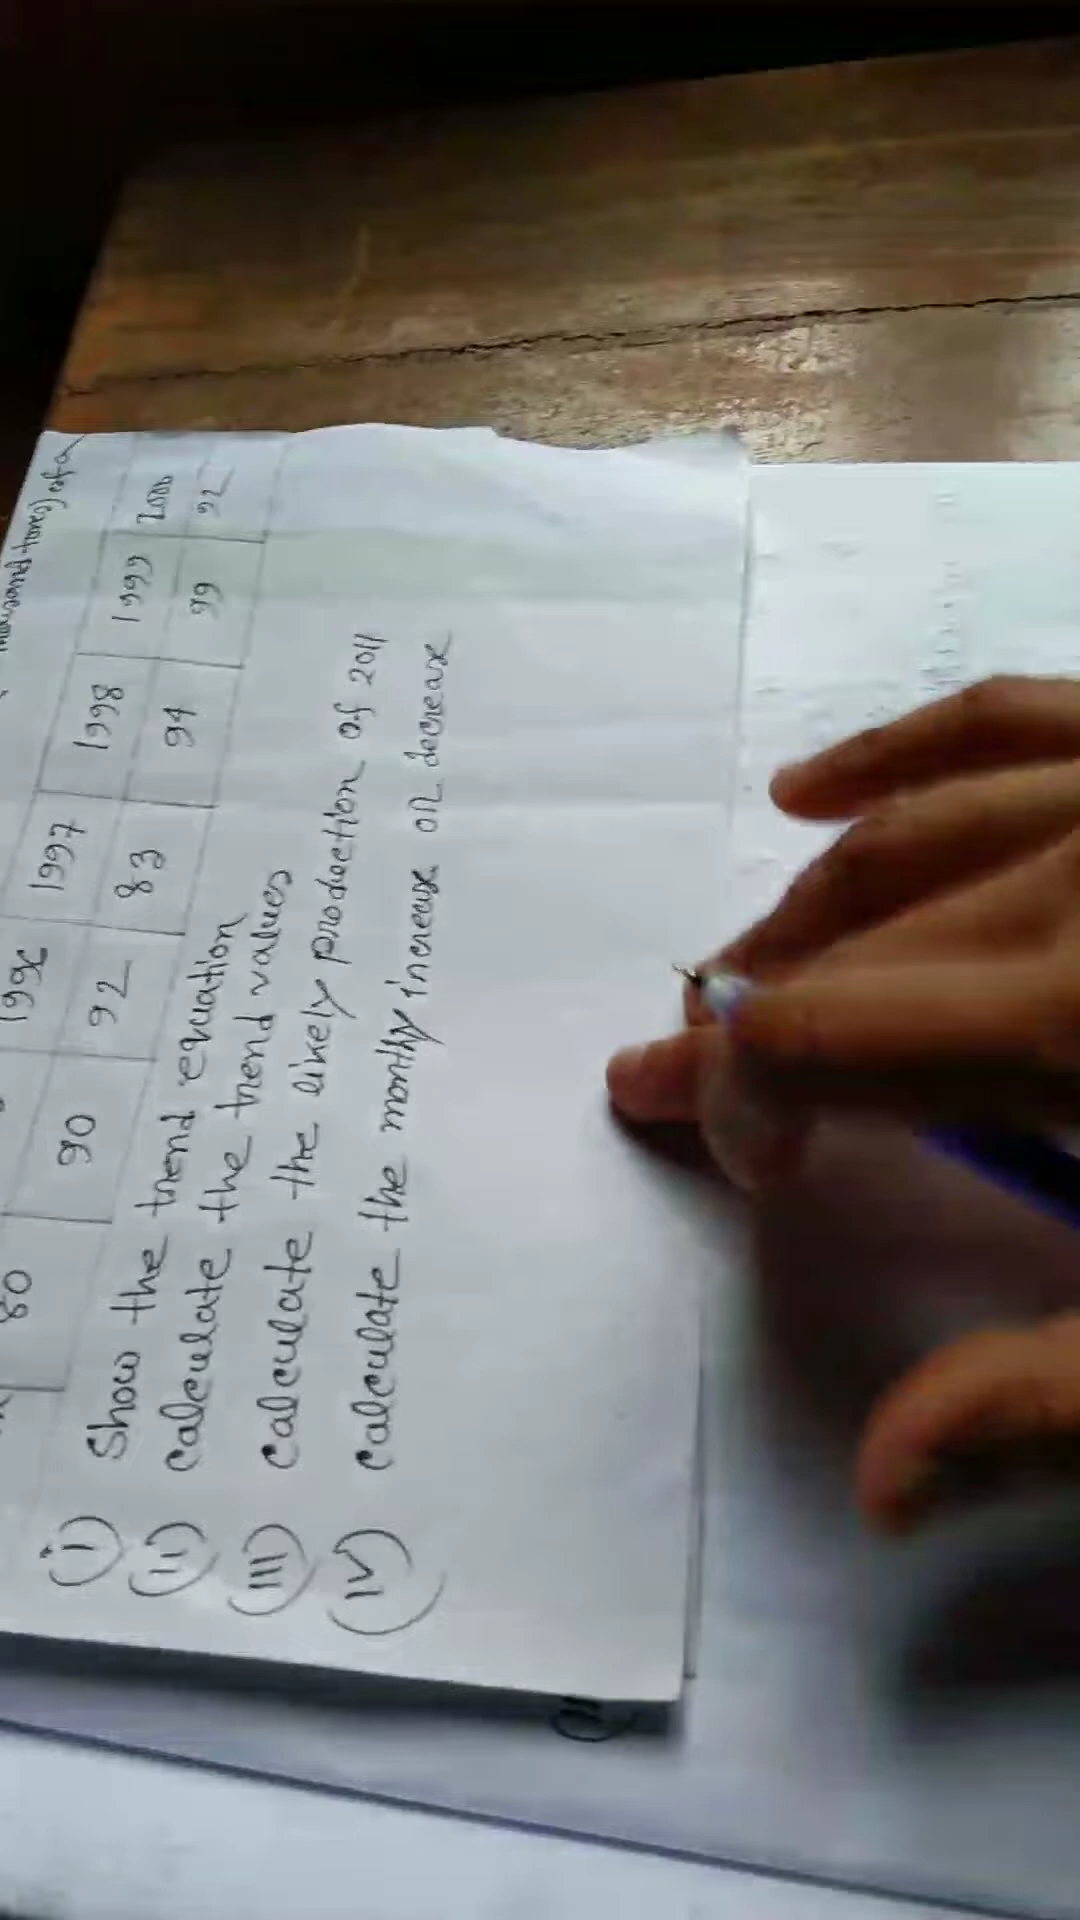 thousand tones) of a
1996 1997 1998 1999 2000
80 90 92 83 94 99 92
(i) Show the trend equation
(ii) calculate the trend values
(iii) calculate the likely production of 2011
(iv) calculate the monthly increase or decrease